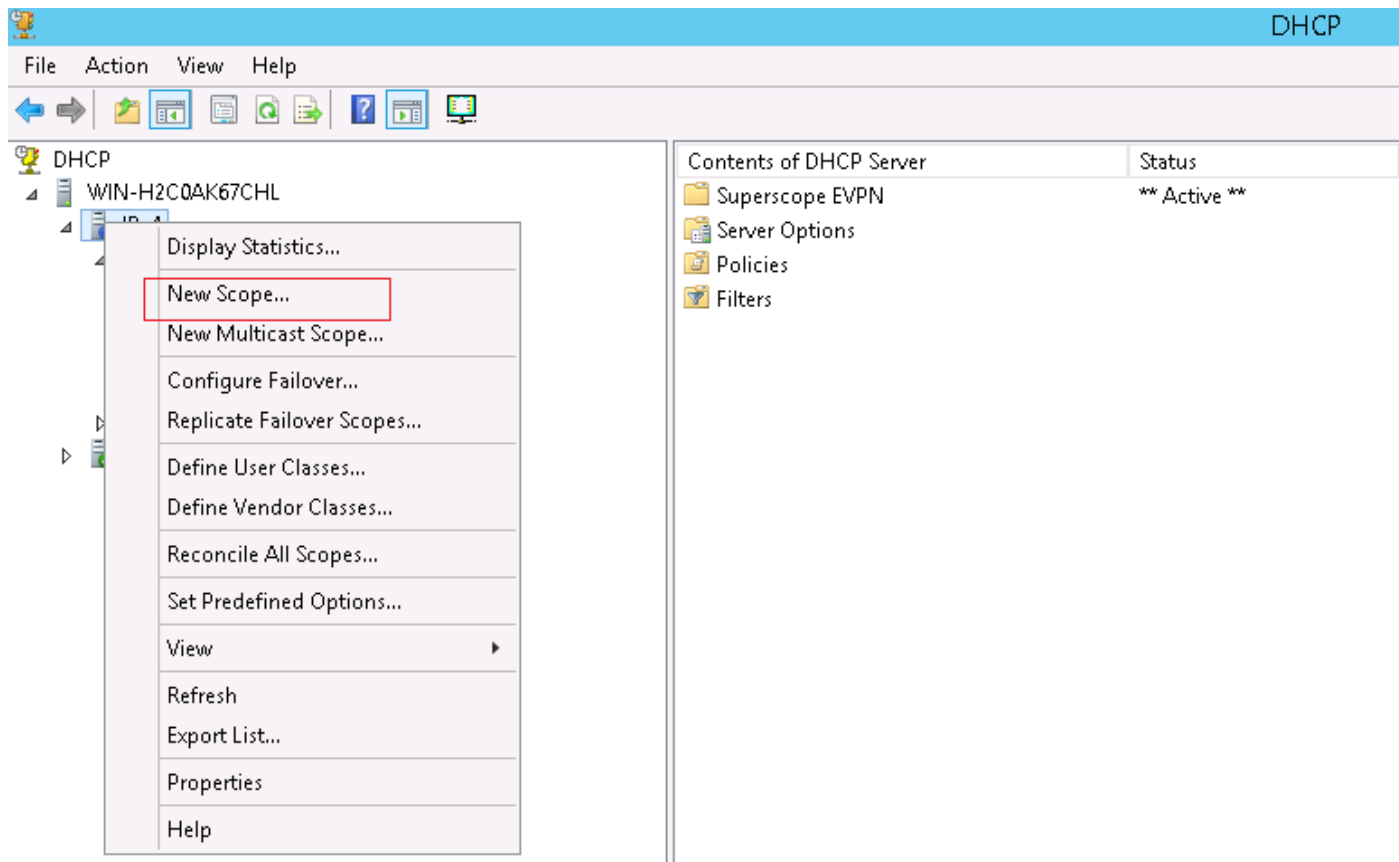 DHCP
File Action View Help
DHCP
WIN-H2C0AK67CHL
Display Statistics...
New Scope...
New Multicast Scope...
Configure Failover...
Replicate Failover Scopes...
Define User Classes...
Define Vendor Classes...
Reconcile All Scopes...
Set Predefined Options...
View
Refresh
Export List...
Properties
Help
Contents of DHCP Server Status
Superscope EVPN ** Active **
Server Options
Policies
Filters